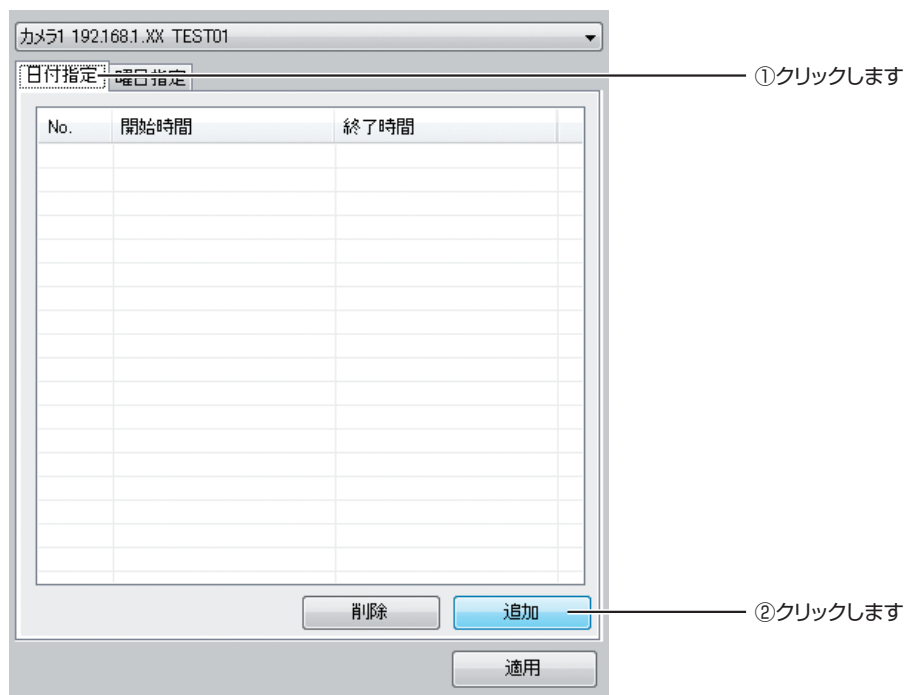 カメラ1 192.168.1.XX TEST01
日付指定 曜日指定
①クリックします
No. 開始時間 終了時間
削除 追加
②クリックします
適用